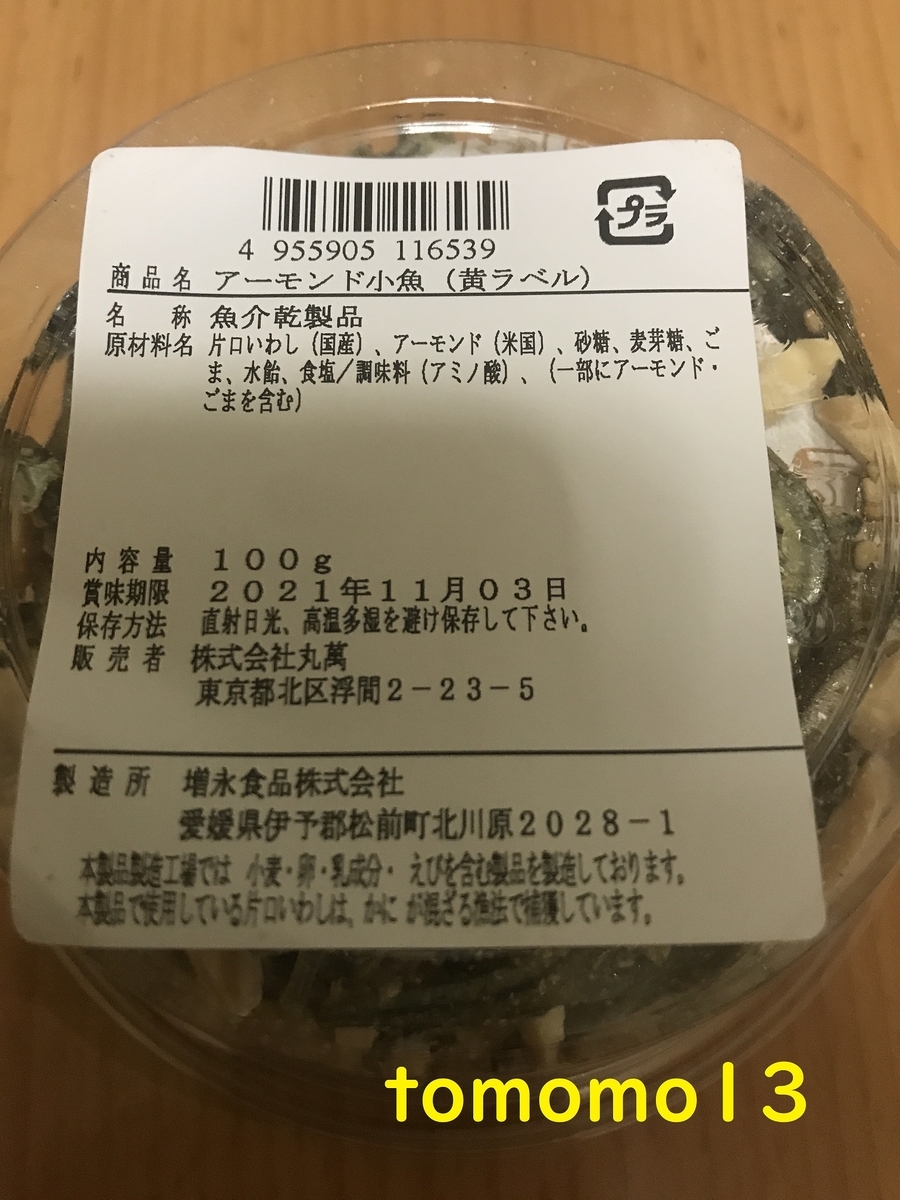 プラ
4 955905 116539
商品名 アーモンド小魚（黄ラベル）
名 称 魚介乾製品
原材料名 片口いわし（国産）、アーモンド（米国）、砂糖、麦芽糖、ご
ま、水飴、食塩／調味料（アミノ酸）、（一部にアーモンド・
ごまを含む）
内容量 １００ｇ
賞味期限 ２０２１年１１月０３日
保存方法 直射日光、高温多湿を避け保存して下さい。
販売者 株式会社丸萬
東京都北区浮間２－２３－５
製造所 増永食品株式会社
愛媛県伊予郡松前町北川原２０２８－１
本製品製造工場では 小麦・卵・乳成分・ えびを含む製品を製造しております。
本製品で使用している片口いわしは、かに が混ざる漁法で捕獲しています。
tomomo13